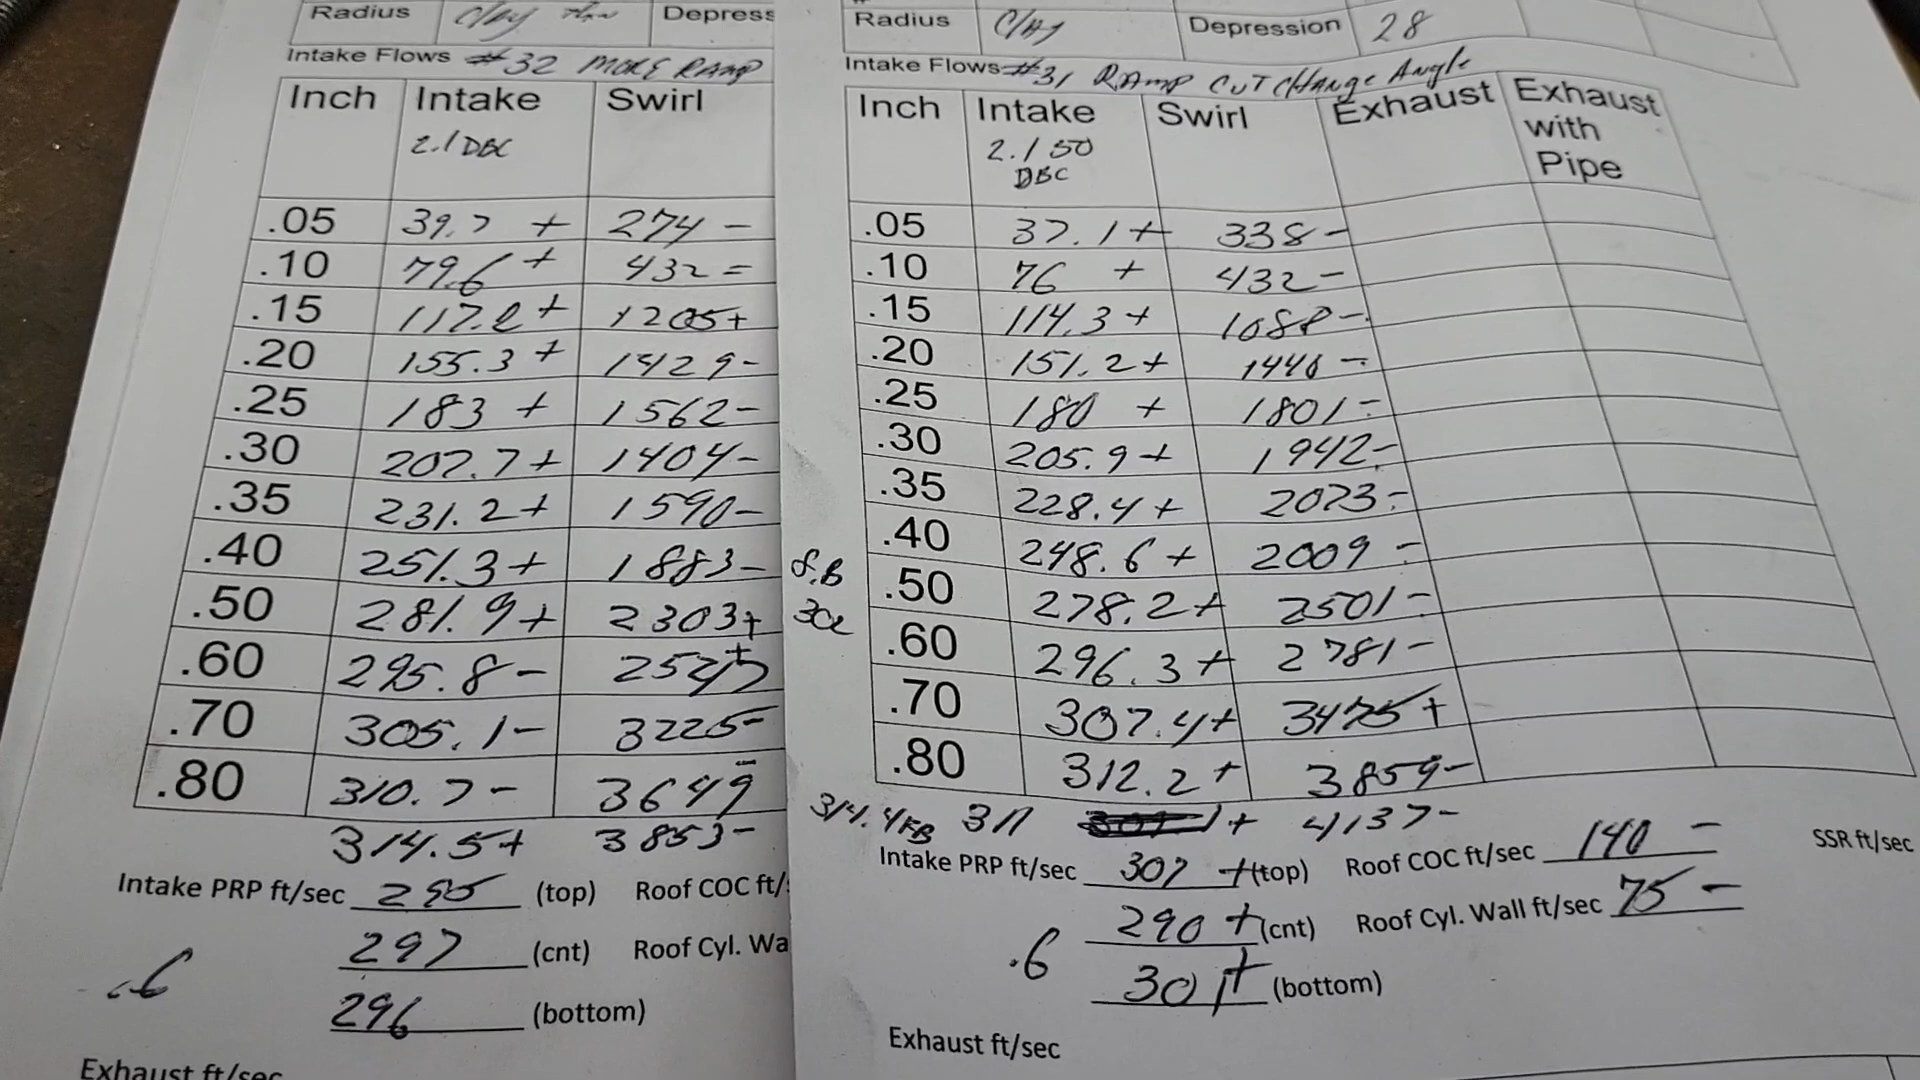 Radius Clay Depress
Intake Flows #32 MORE RAMP
Inch Intake Swirl
2.1 DBC
.05 39.7 + 274 -
.10 79.6 + 432 =
.15 117.2 + 1205+
.20 155.3 + 1429-
.25 183 + 1562-
.30 207.7+ 1404-
.35 231.2+ 1590-
.40 251.3+ 1883-
.50 281.9+ 2303+
.60 295.8- +
.70 305.1- 3225-
.80 310.7- 3649-
314.5+ 3853-
Intake PRP ft/sec 295 (top) Roof COC ft/
297 (cnt) Roof Cyl. Wa
.6
296 (bottom)
Exhaust ft/sec
Radius Clay Depression 28
Intake Flows #31 RAMP CUT CHANGE Angle
Inch Intake Swirl Exhaust Exhaust with Pipe
2.150
DBC
.05 37.1+ 338-
.10 76 + 432-
.15 114.3+ 1088-
.20 151.2+ 1446-
.25 180 + 1801-
.30 205.9+ 1942-
.35 228.4+ 2023-
.40 248.6+ 2009-
.50 278.2+ 2501-
.60 296.3+ 2781-
.70 307.4+ 3475+
.80 312.2+ 3859-
314.4 + 4137-
Intake PRP ft/sec 307 +(top) Roof COC ft/sec 140 - SSR ft/sec
290 +(cnt) Roof Cyl. Wall ft/sec 75 -
.6
301+ (bottom)
Exhaust ft/sec